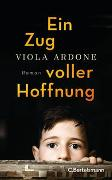 Ein
Zug
VIOLA ARDONE
Roman
voller
Hoffnung
C.Bertelsmann